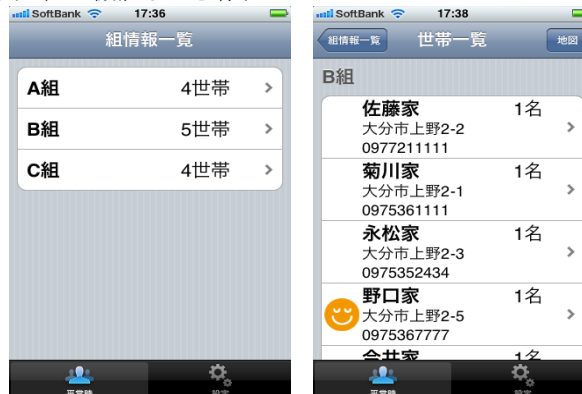 SoftBank 17:36
組情報一覧
A組 4世帯
B組 5世帯
C組 4世帯
SoftBank 17:38
組情報一覧 世帯一覧 地図
B組
佐藤家 1名
大分市上野2-2
0977211111
菊川家 1名
大分市上野2-1
0975361111
永松家 1名
大分市上野2-3
0975352434
野口家 1名
大分市上野2-5
0975367777